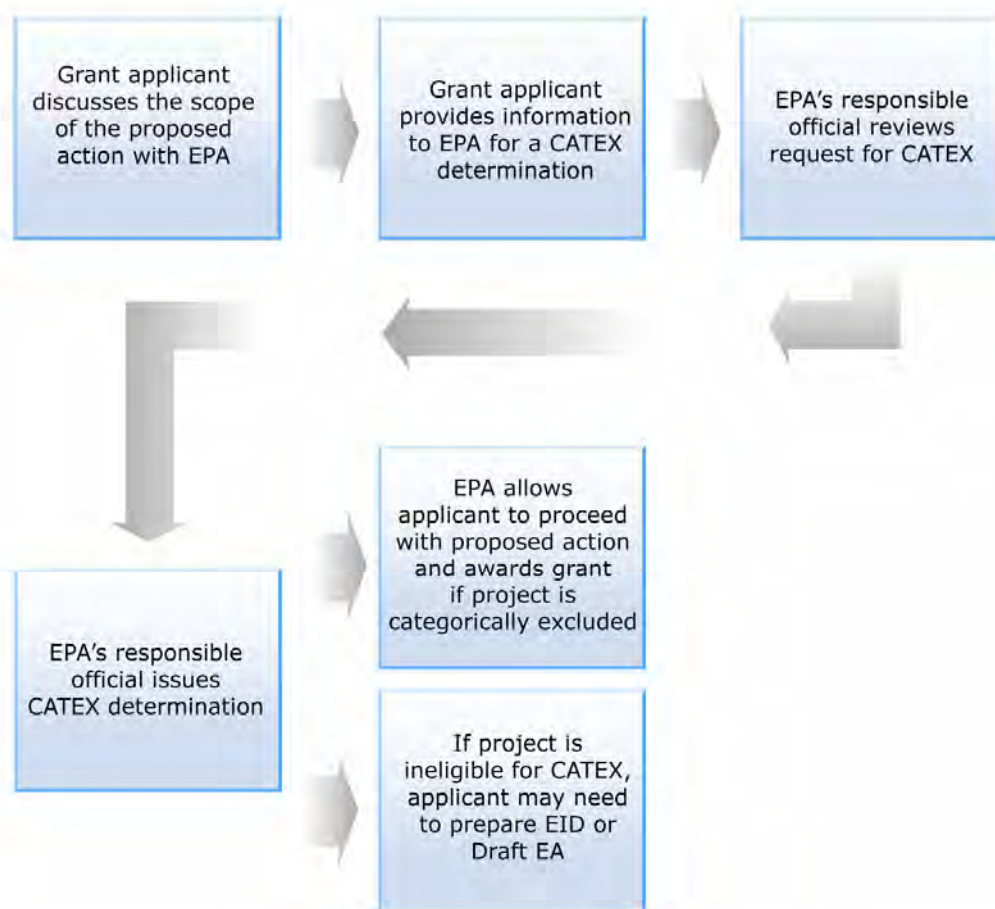 Grant applicant
discusses the scope
of the proposed
action with EPA
Grant applicant
provides information
to EPA for a CATEX
determination
EPA's responsible
official reviews
request for CATEX
EPA's responsible
official issues
CATEX determination
EPA allows
applicant to proceed
with proposed action
and awards grant
if project is
categorically excluded
If project is
ineligible for CATEX,
applicant may need
to prepare EID or
Draft EA